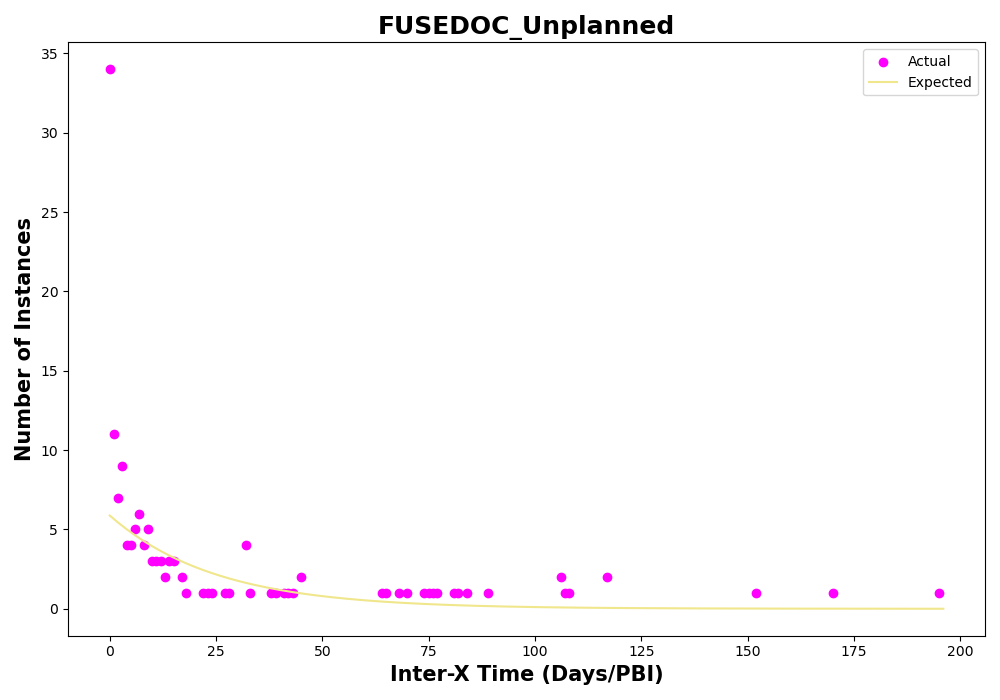 FUSEDOC_Unplanned
Actual
Expected
35
30
25
20
15
10
5
0
Number of Instances
0 25 50 75 100 125 150 175 200
Inter-X Time (Days/PBI)